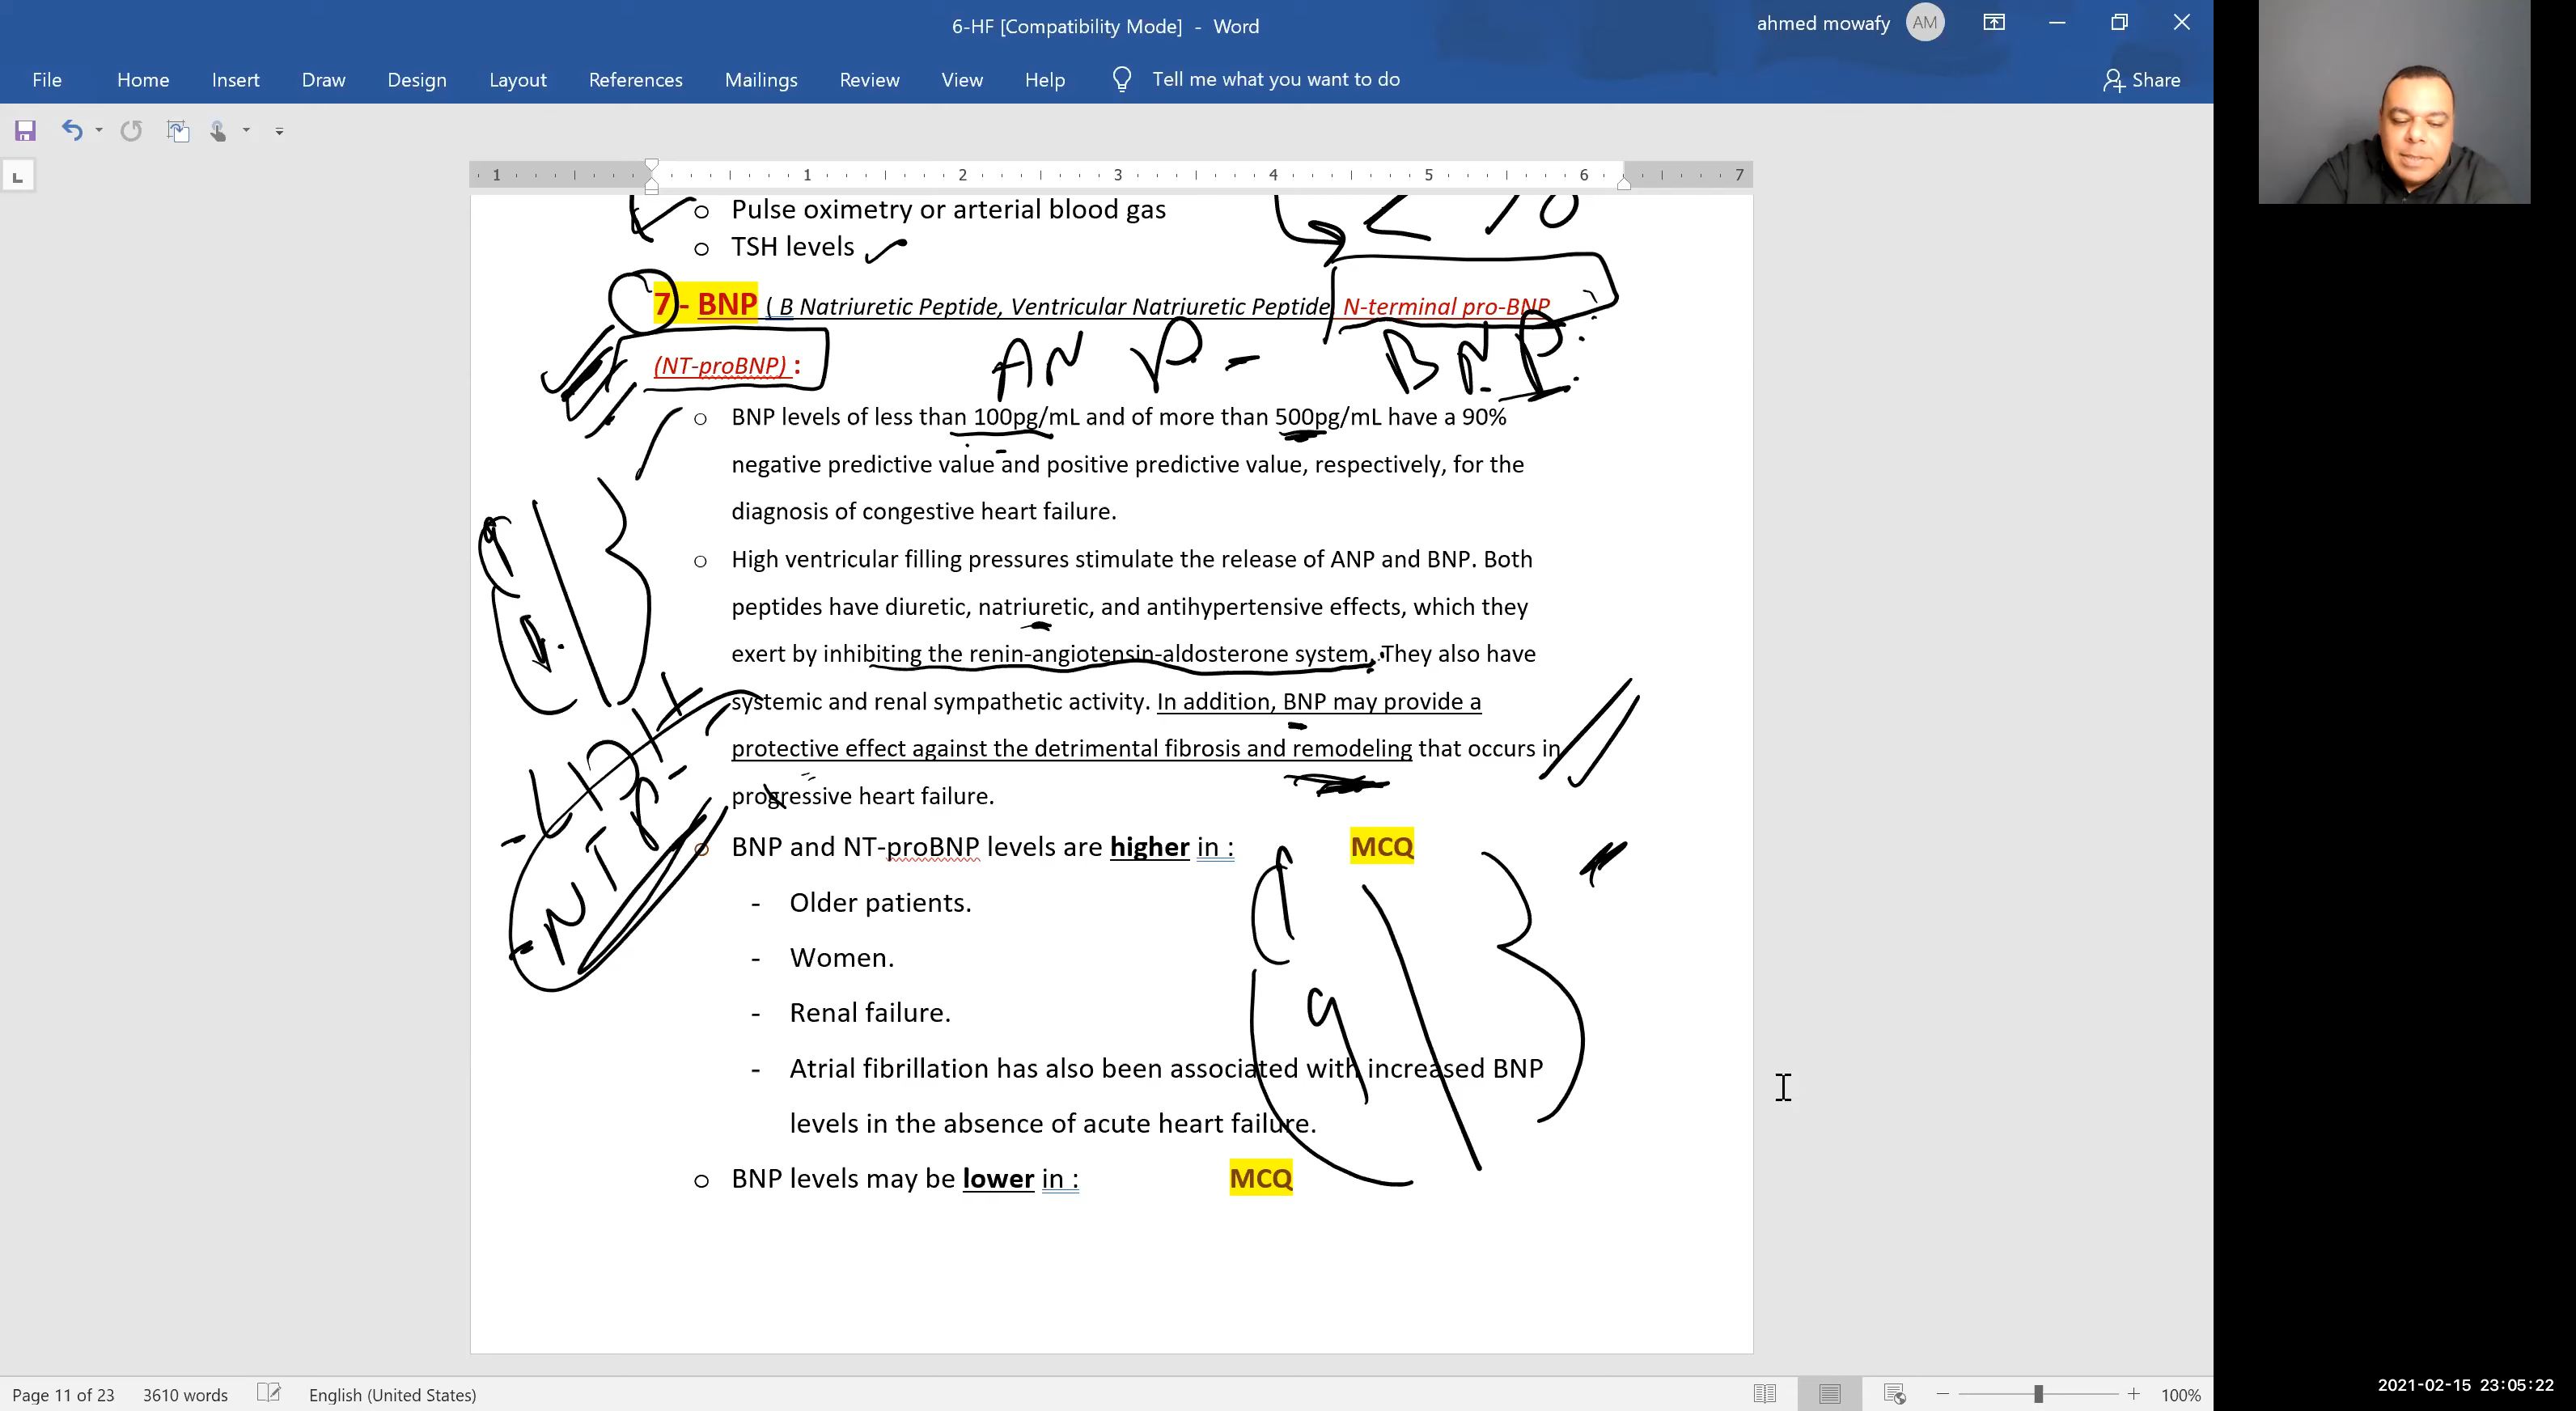 6-HF [Compatibility Mode] - Word
ahmed mowafy AM
File Home Insert Draw Design Layout References Mailings Review View Help Tell me what you want to do Share
1 1 2 3 4 5 6 7
o Pulse oximetry or arterial blood gas
o TSH levels
7 - BNP ( B Natriuretic Peptide, Ventricular Natriuretic Peptide, N-terminal pro-BNP
(NT-proBNP) :
ANP - BNP
o BNP levels of less than 100pg/mL and of more than 500pg/mL have a 90%
negative predictive value and positive predictive value, respectively, for the
diagnosis of congestive heart failure.
o High ventricular filling pressures stimulate the release of ANP and BNP. Both
peptides have diuretic, natriuretic, and antihypertensive effects, which they
exert by inhibiting the renin-angiotensin-aldosterone system. They also have
systemic and renal sympathetic activity. In addition, BNP may provide a
protective effect against the detrimental fibrosis and remodeling that occurs in
progressive heart failure.
o BNP and NT-proBNP levels are higher in : MCQ
- Older patients.
- Women.
- Renal failure.
- Atrial fibrillation has also been associated with increased BNP
levels in the absence of acute heart failure.
o BNP levels may be lower in : MCQ
Page 11 of 23 3610 words English (United States) 100%
2021-02-15 23:05:22